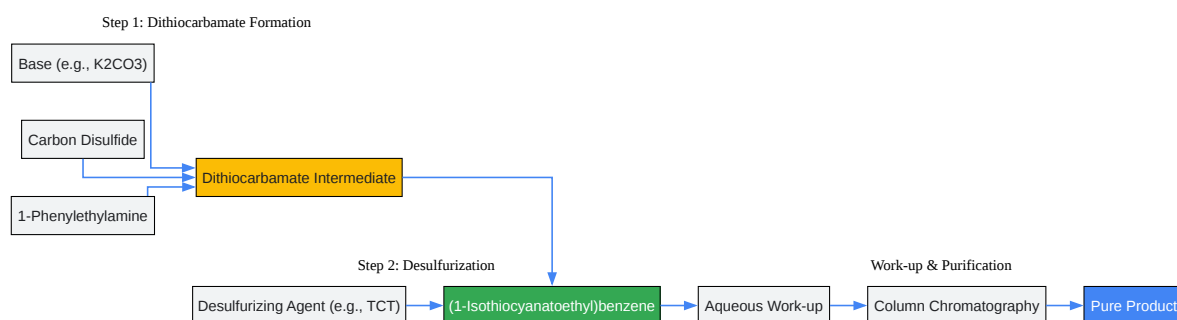 Step 1: Dithiocarbamate Formation
Base (e.g., K2CO3)
Carbon Disulfide
Dithiocarbamate Intermediate
1-Phenylethylamine
Step 2: Desulfurization
Work-up & Purification
Desulfurizing Agent (e.g., TCT)
(1-Isothiocyanatoethyl)benzene
Aqueous Work-up
Column Chromatography
Pure Product